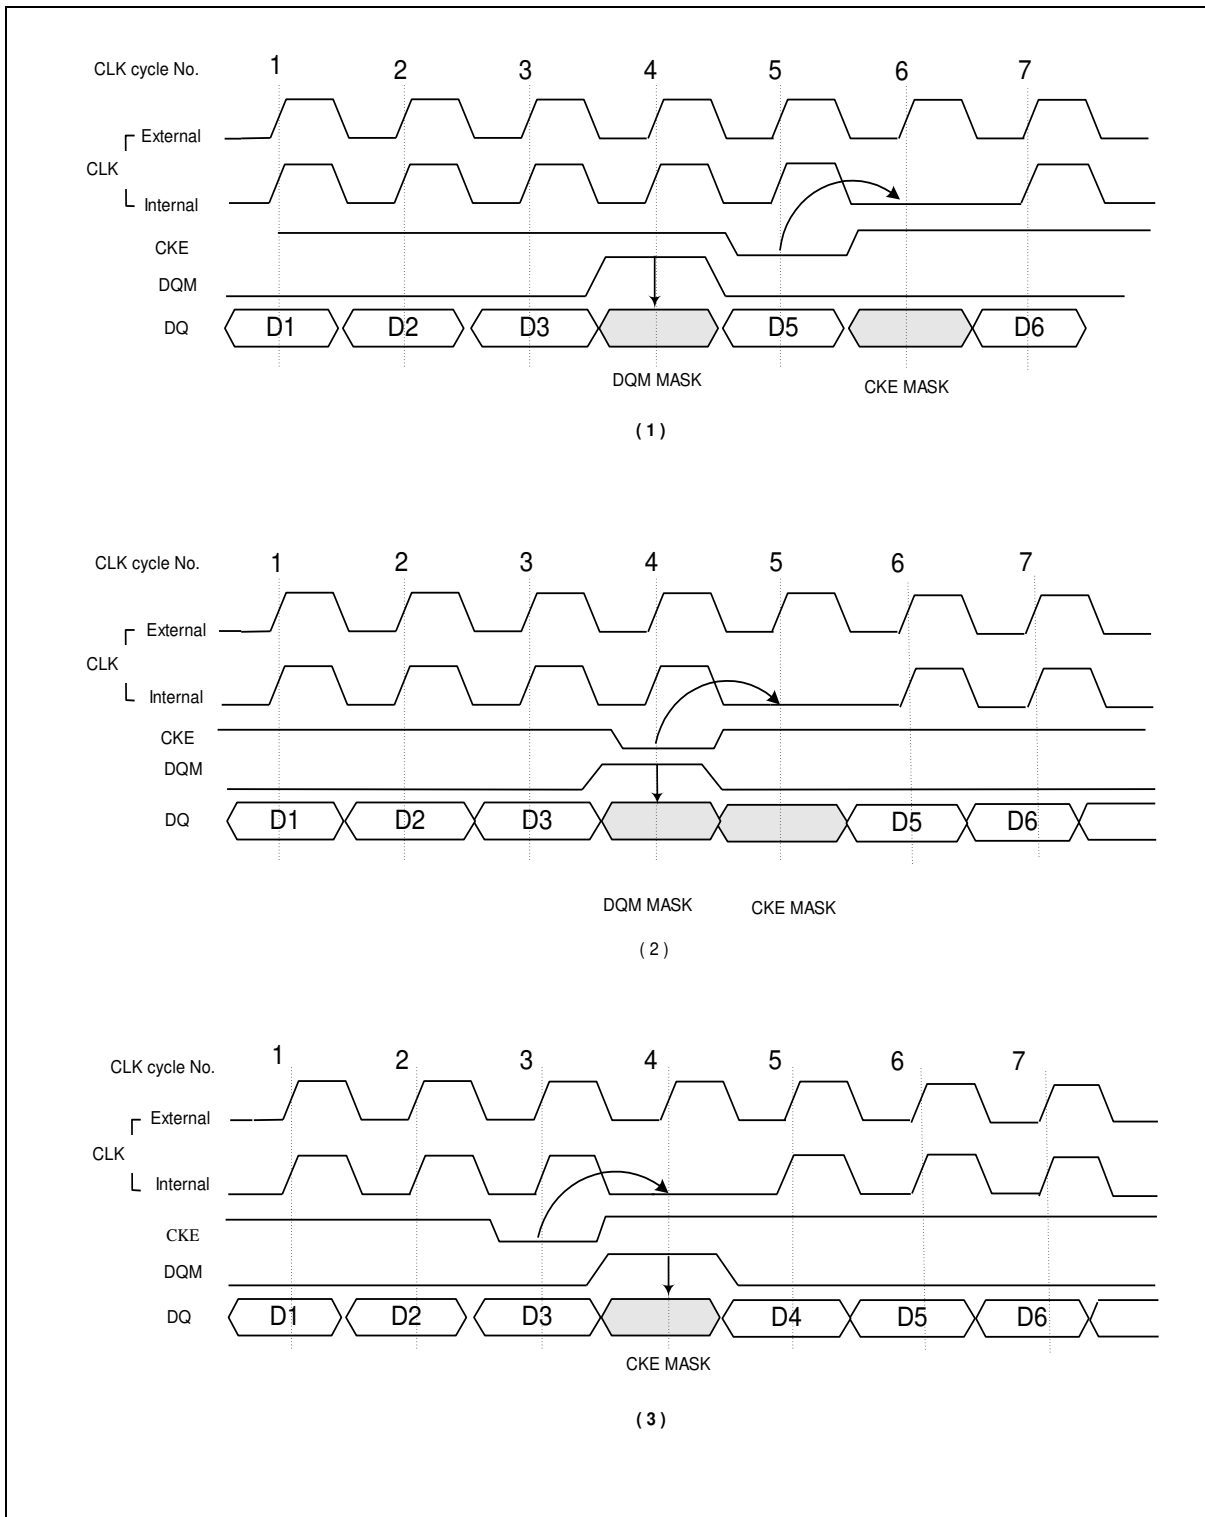 CLK cycle No. 1 2 3 4 5 6 7
External
CLK
Internal
CKE
DQM
DQ D1 D2 D3 D5 D6
DQM MASK CKE MASK
( 1 )
CLK cycle No. 1 2 3 4 5 6 7
External
CLK
Internal
CKE
DQM
DQ D1 D2 D3 D5 D6
DQM MASK CKE MASK
( 2 )
CLK cycle No. 1 2 3 4 5 6 7
External
CLK
Internal
CKE
DQM
DQ D1 D2 D3 D4 D5 D6
CKE MASK
( 3 )